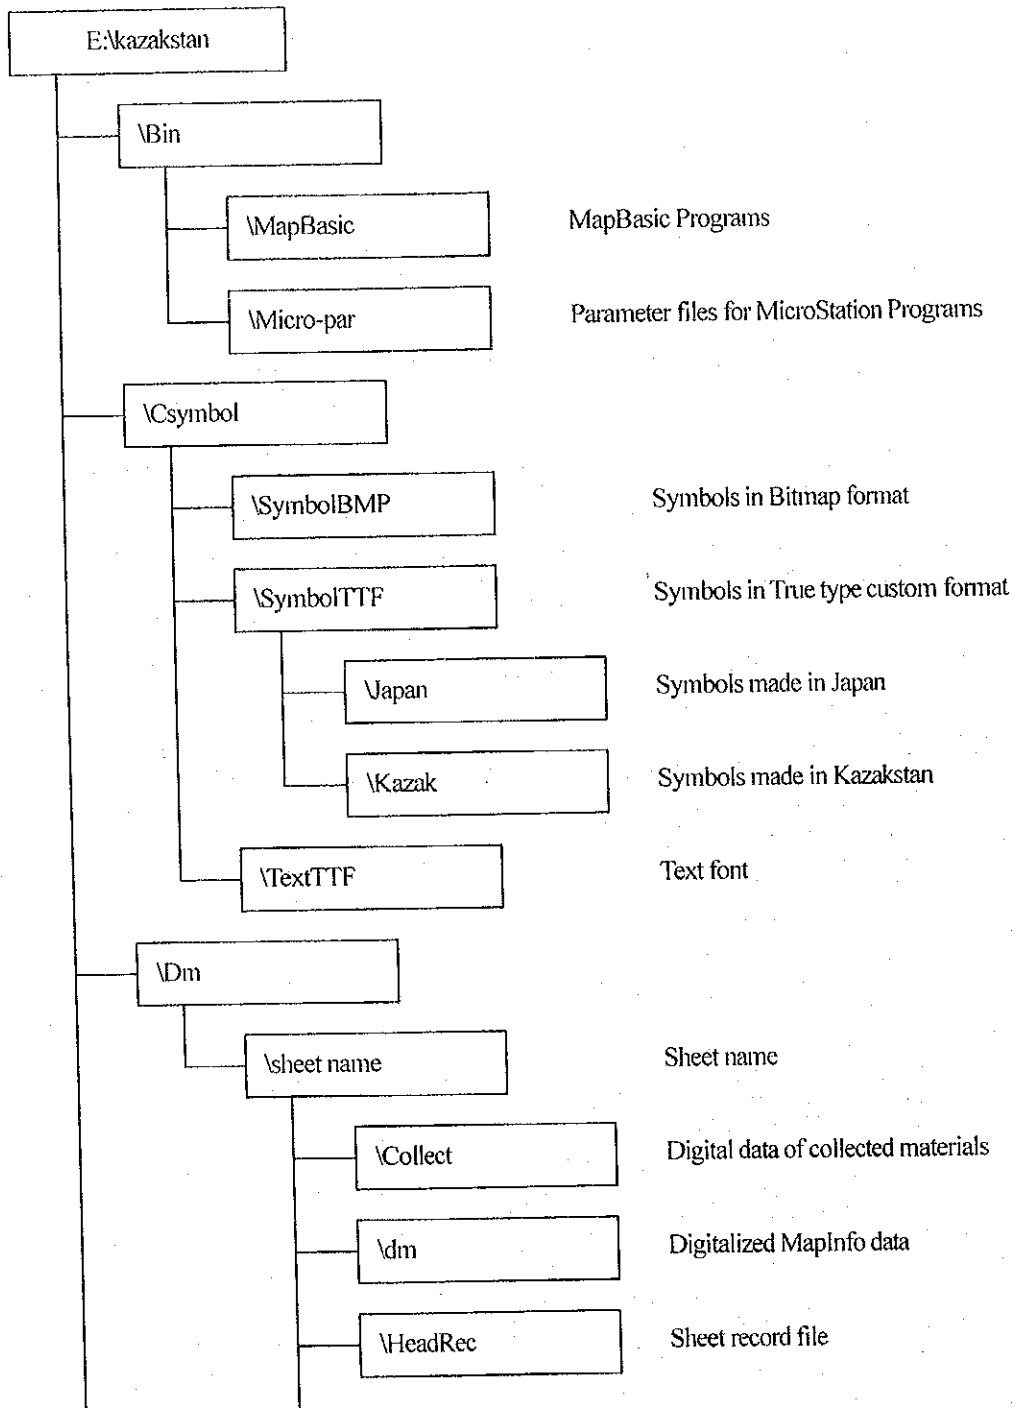 E:\kazakstan
\Bin
\MapBasic MapBasic Programs
\Micro-par Parameter files for MicroStation Programs
\Csymbol
\SymbolBMP Symbols in Bitmap format
\SymbolTTF Symbols in True type custom format
\Japan Symbols made in Japan
\Kazak Symbols made in Kazakstan
\TextTTF Text font
\Dm
\sheet name Sheet name
\Collect Digital data of collected materials
\dm Digitalized MapInfo data
\HeadRec Sheet record file